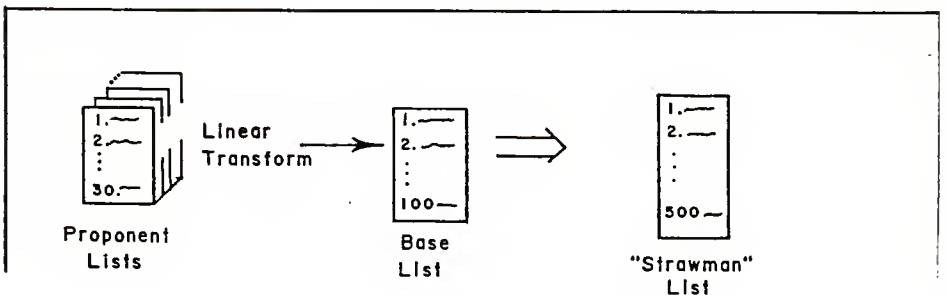 1.
2.
30.
Proponent
Lists
Linear
Transform
1.
2.
100
Base
List
1.
2.
500
"Strawman"
List